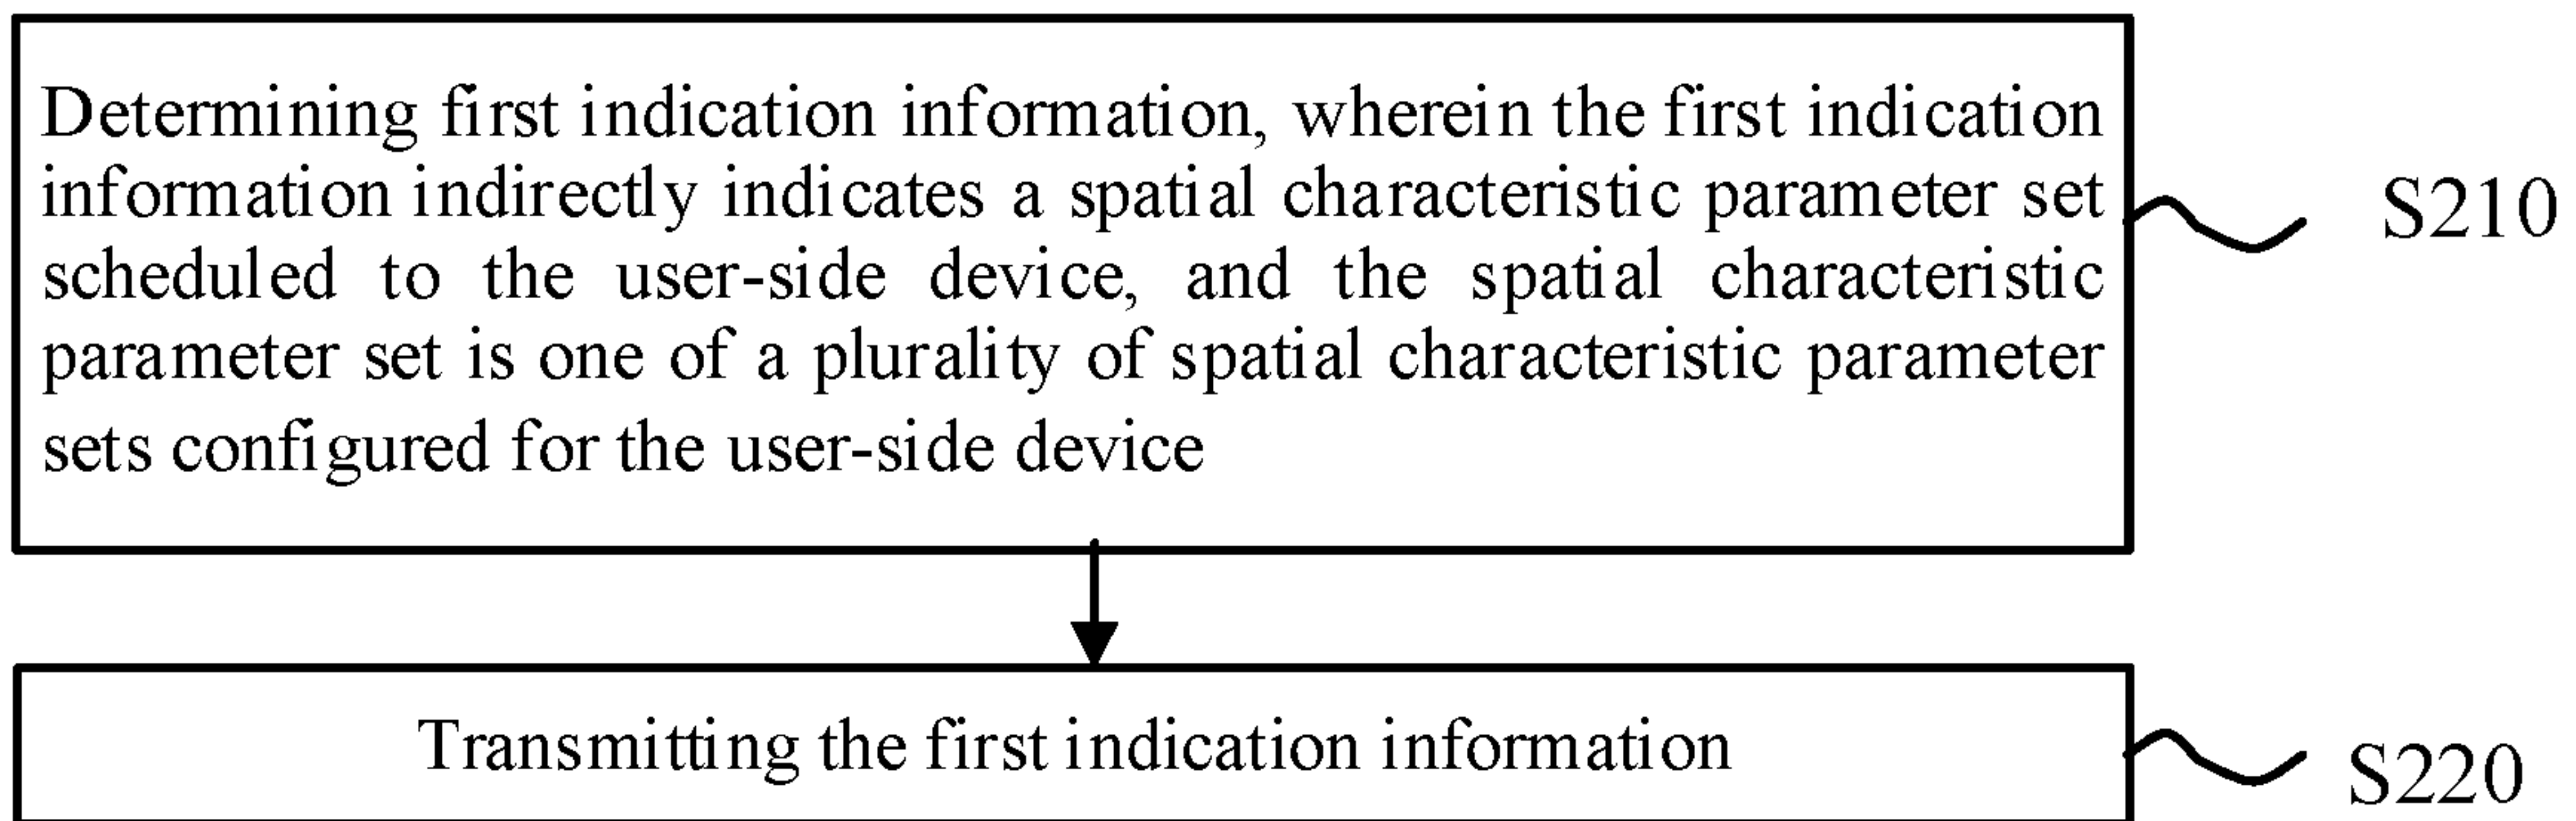 Determining first indication information, wherein the first indication
information indirectly indicates a spatial characteristic parameter set
scheduled to the user-side device, and the spatial characteristic
parameter set is one of a plurality of spatial characteristic parameter
sets configured for the user-side device
S210
Transmitting the first indication information
S220